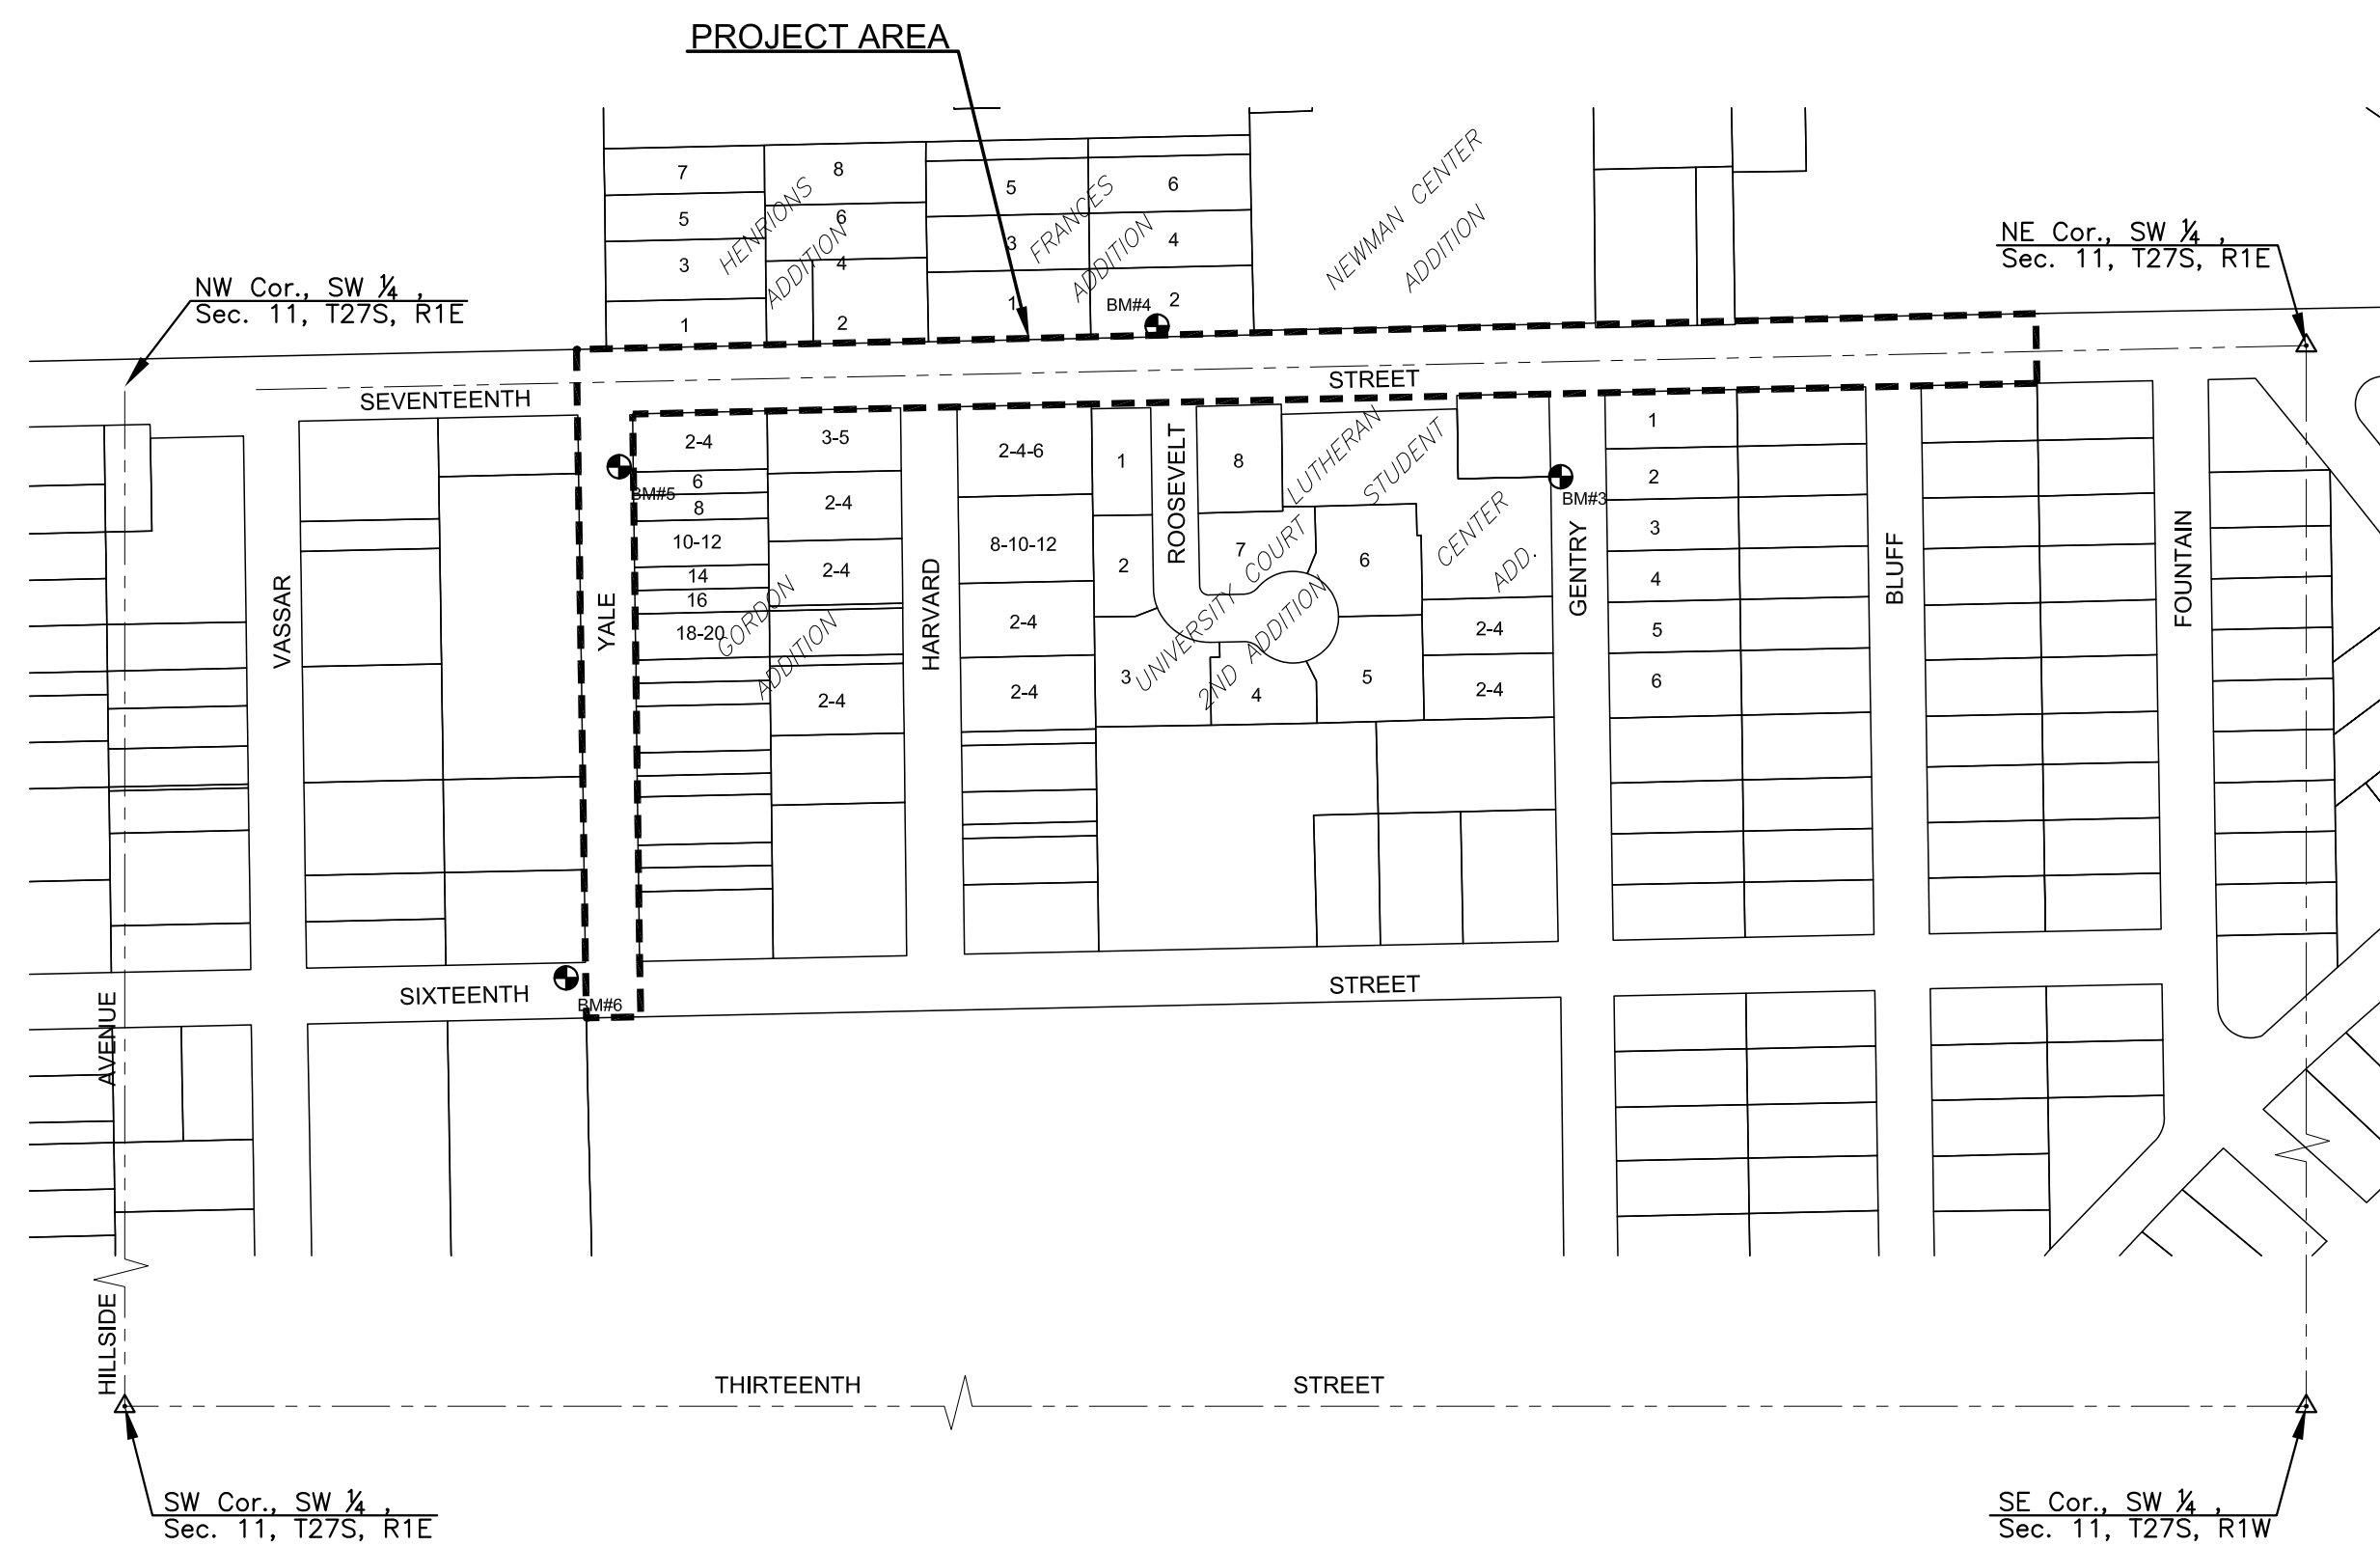 PROJECT AREA
NW Cor., SW 1/4 ,
Sec. 11, T27S, R1E
NE Cor., SW 1/4 ,
Sec. 11, T27S, R1E
7
5
3
1
8
6
4
2
HENRIONS
ADDITION
5
3
1
6
4
2
FRANCES
ADDITION
BM#4
NEWMAN CENTER
ADDITION
SEVENTEENTH
STREET
VASSAR
YALE
BM#5
2-4
6
8
10-12
14
16
18-20
GORDON
ADDITION
3-5
2-4
2-4
2-4
HARVARD
2-4-6
8-10-12
2-4
2-4
1
2
3
ROOSEVELT
8
7
6
4
5
UNIVERSITY COURT
2ND ADDITION
LUTHERAN
STUDENT
CENTER
ADD.
2-4
2-4
BM#3
GENTRY
1
2
3
4
5
6
BLUFF
FOUNTAIN
SIXTEENTH
STREET
BM#6
HILLSIDE AVENUE
THIRTEENTH
STREET
SW Cor., SW 1/4 ,
Sec. 11, T27S, R1E
SE Cor., SW 1/4 ,
Sec. 11, T27S, R1W